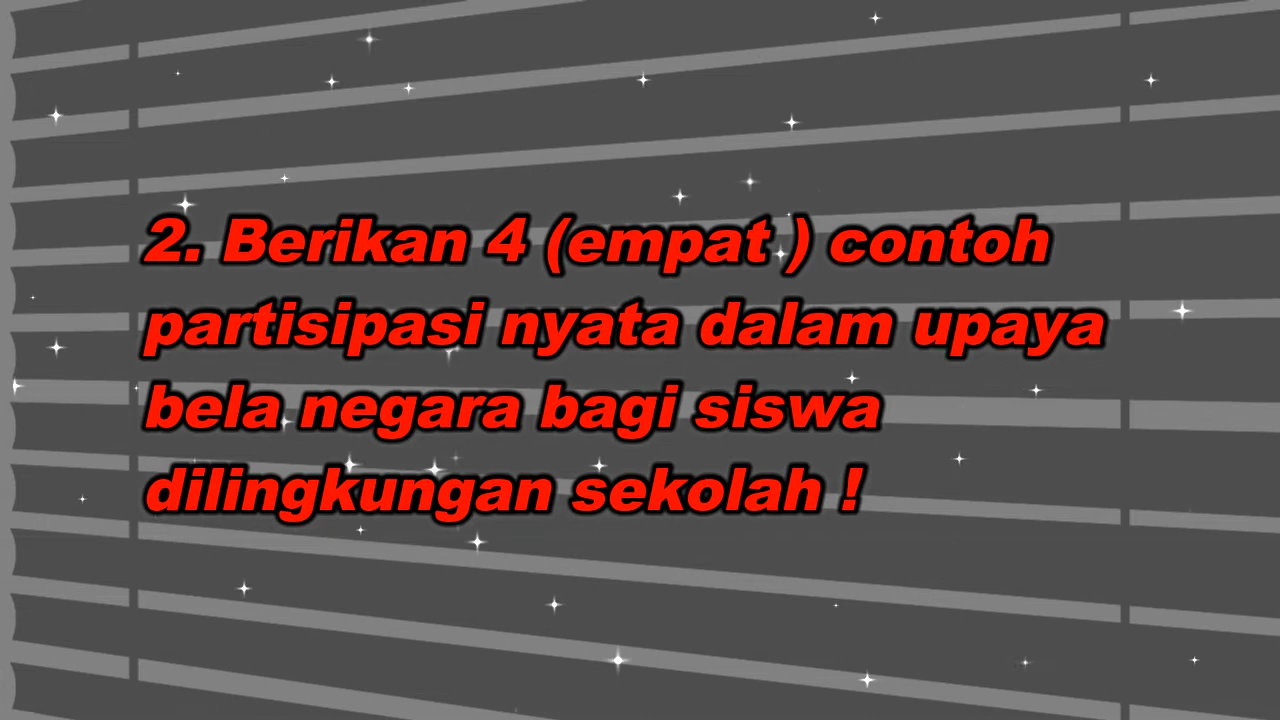 2. Berikan 4 (empat ) contoh
partisipasi nyata dalam upaya
bela negara bagi siswa
dilingkungan sekolah !